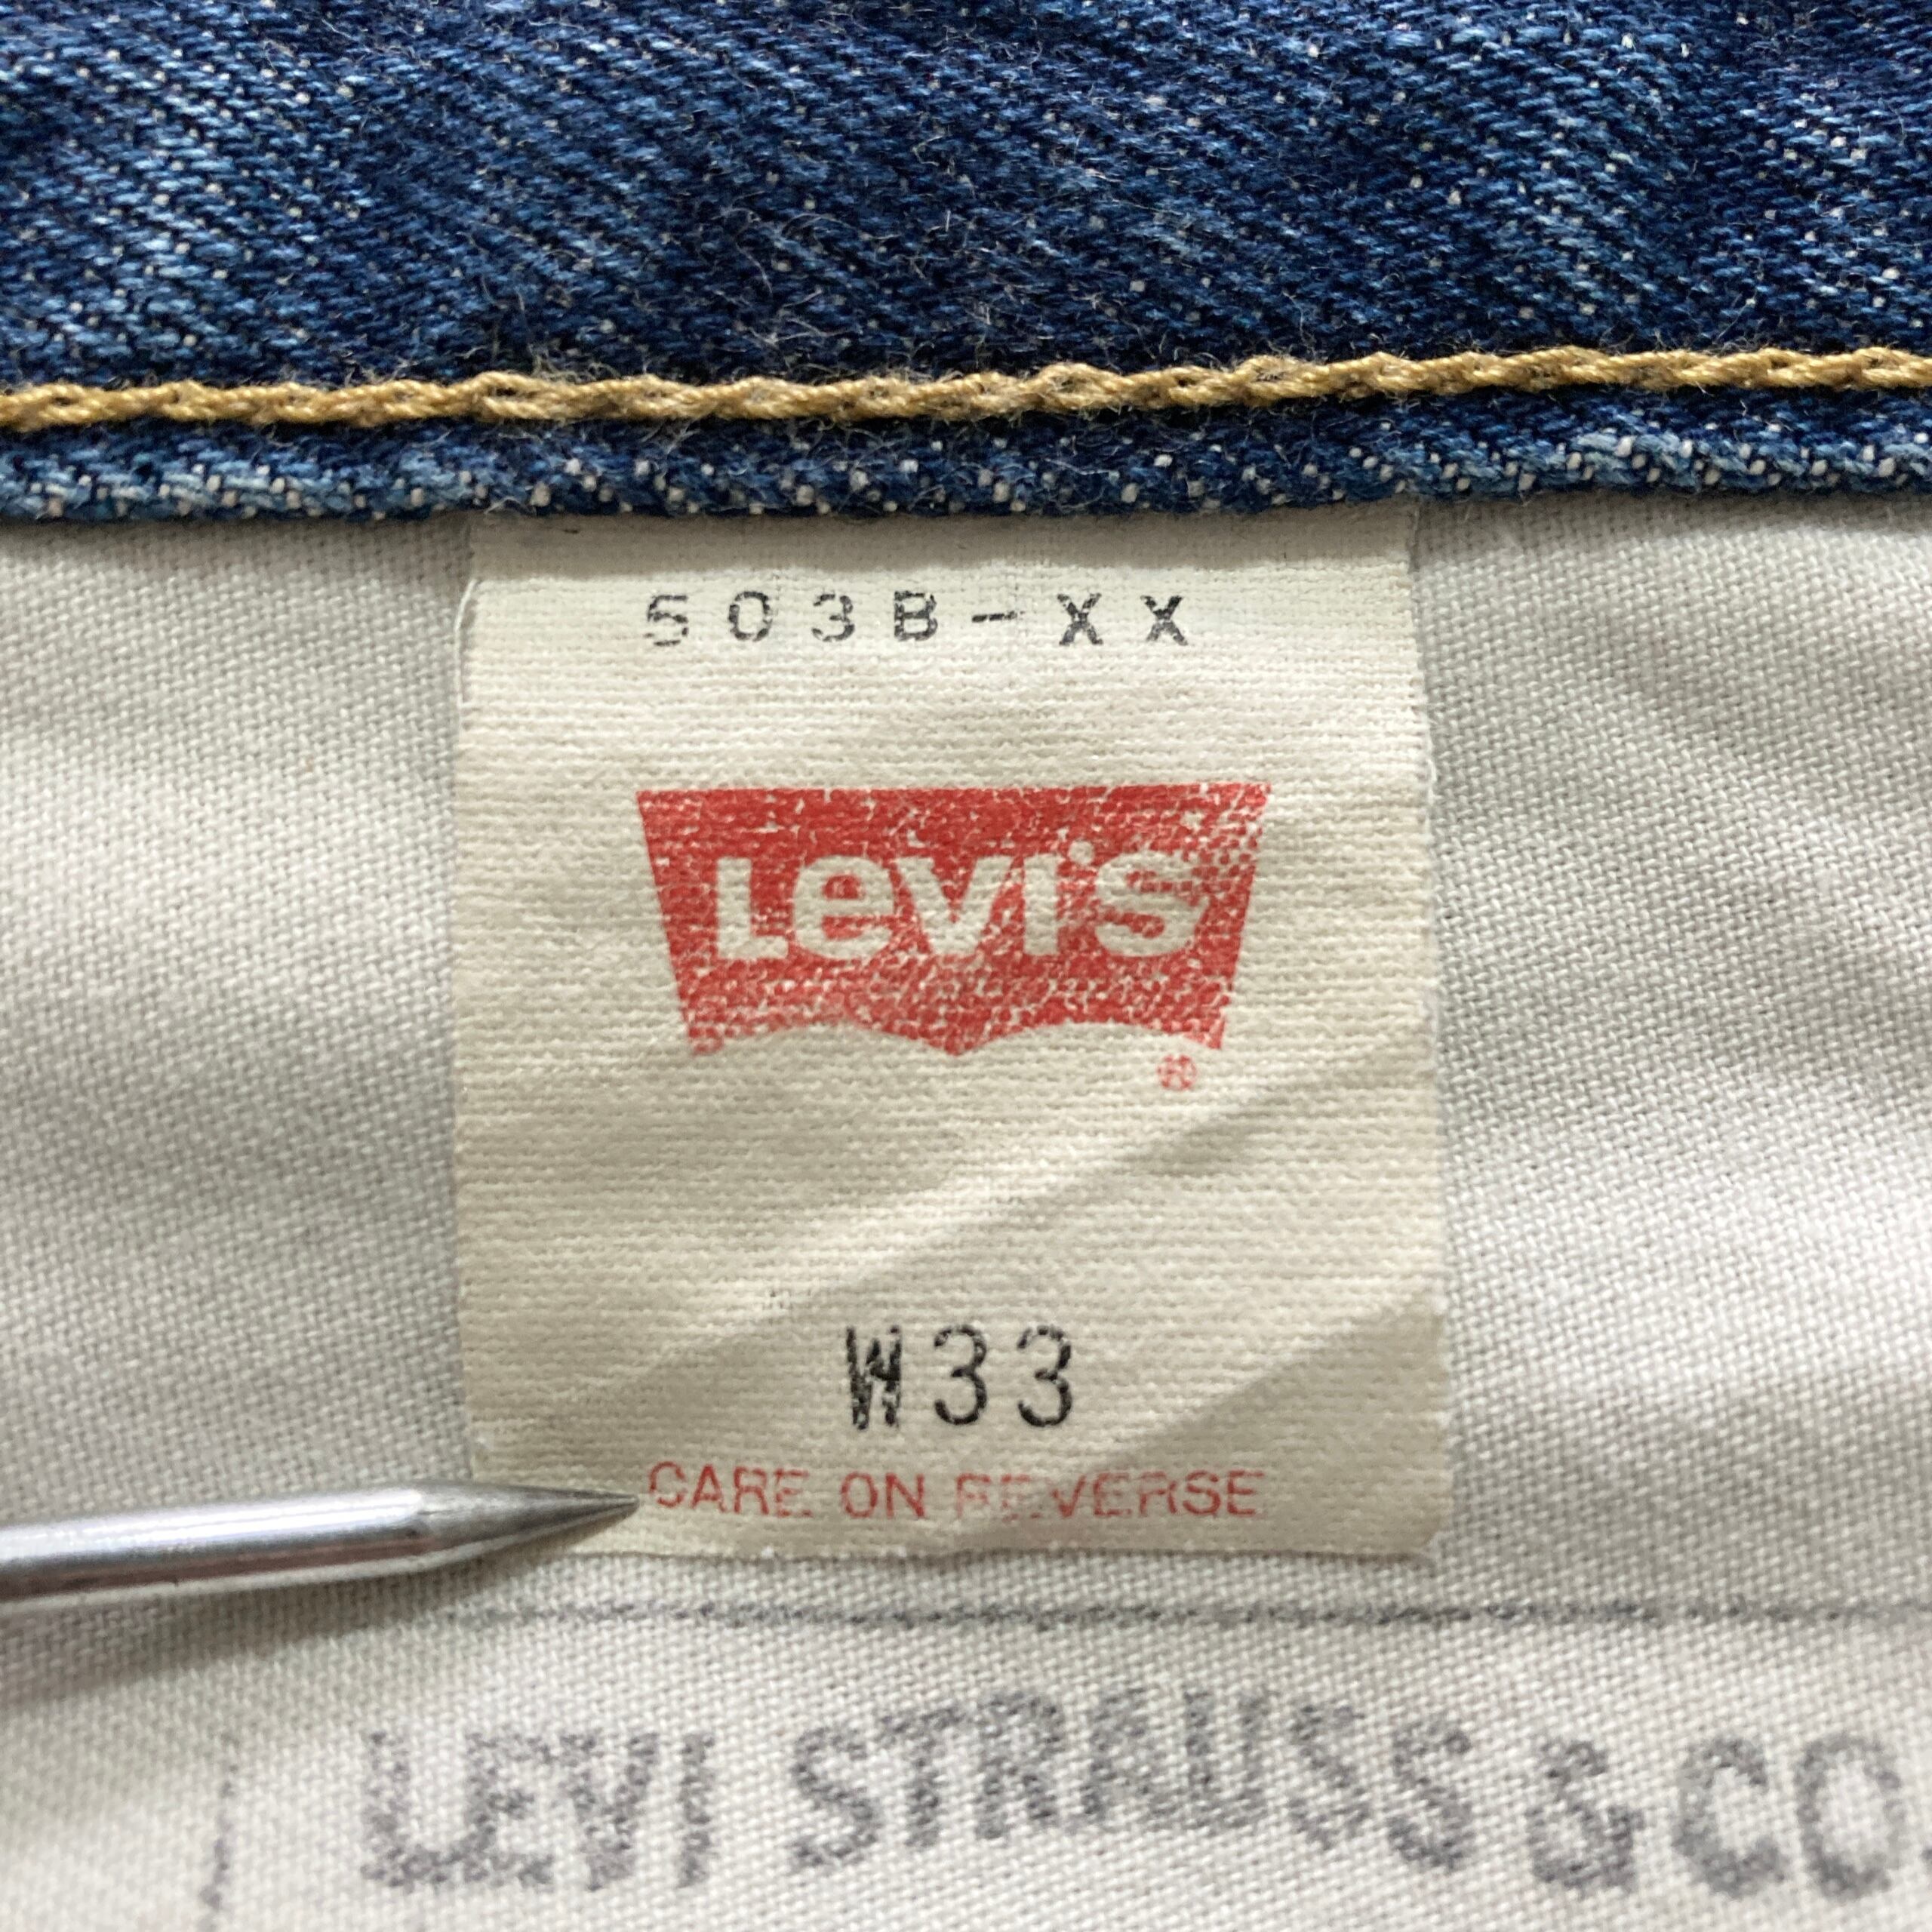 503B-XX
Levi's
®
W33
CARE ON REVERSE
LEVI STRAUSS & CO.